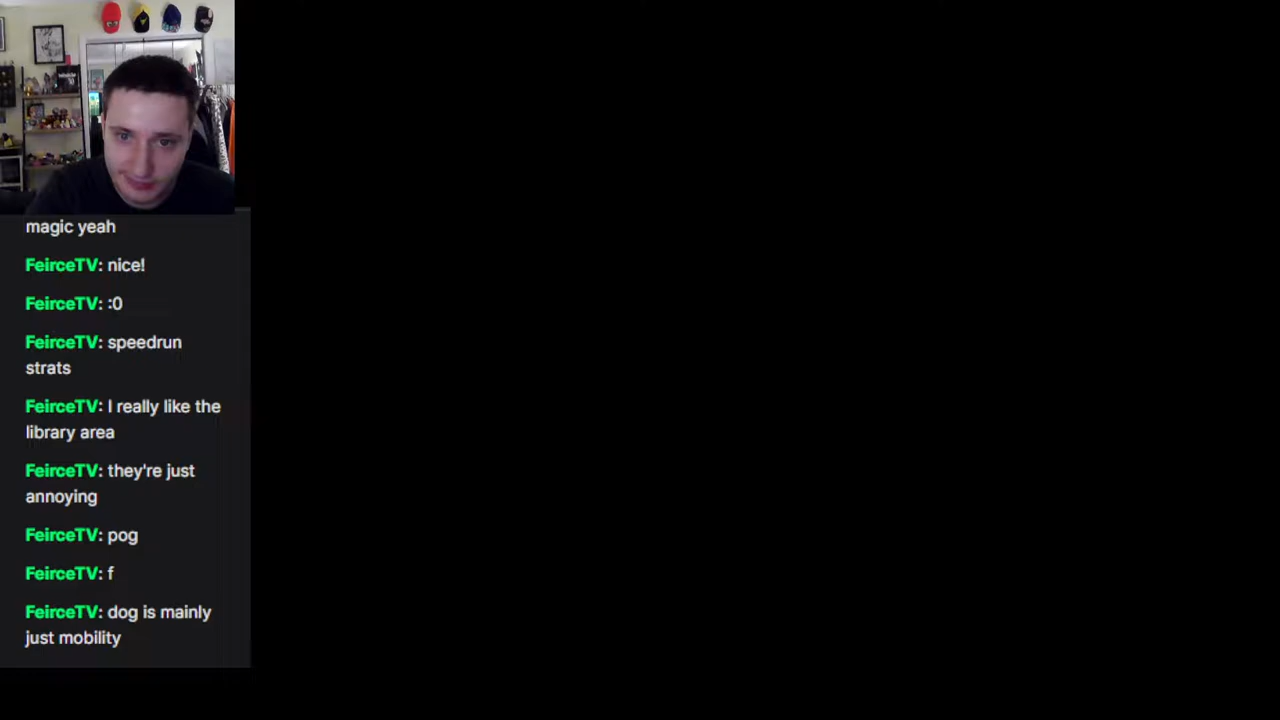 magic yeah
FeirceTV: nice!
FeirceTV: :0
FeirceTV: speedrun
strats
FeirceTV: I really like the
library area
FeirceTV: they're just
annoying
FeirceTV: pog
FeirceTV: f
FeirceTV: dog is mainly
just mobility